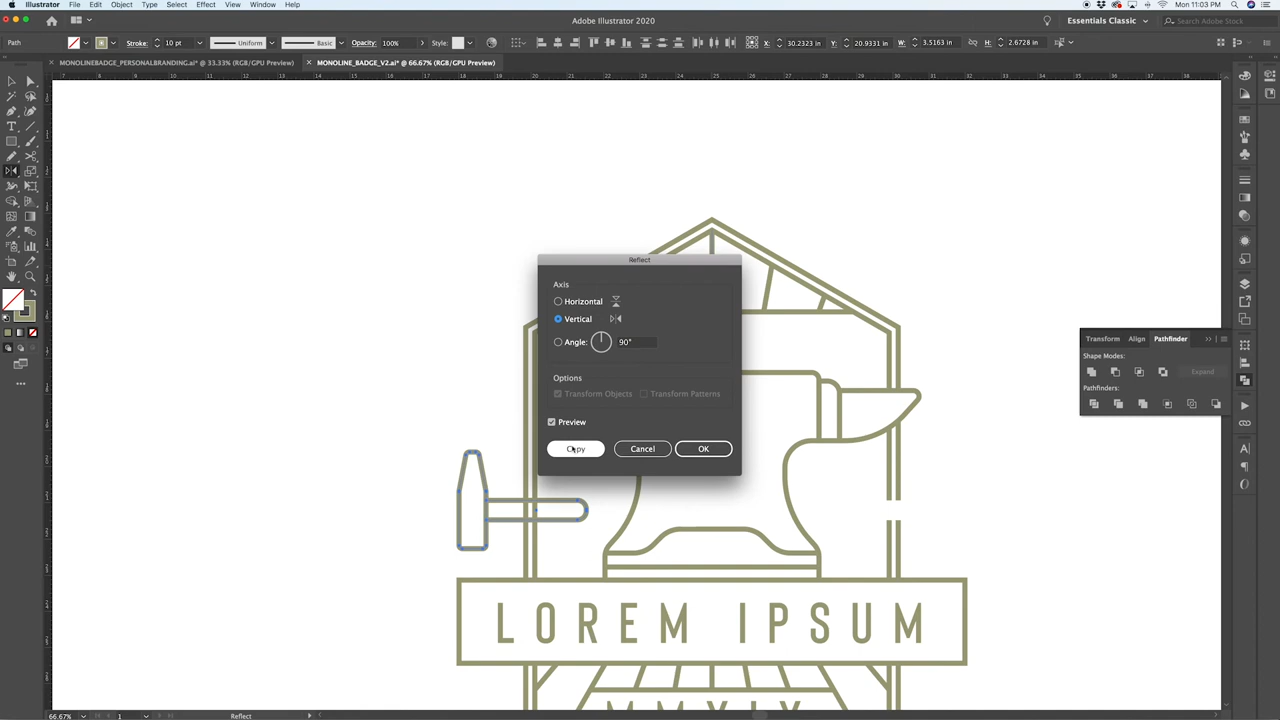 Illustrator File Edit Object Type Select Effect View Window Help Mon 11:03 PM
Adobe Illustrator 2020 Essentials Classic Search Adobe Stock
Path Stroke: 10 pt Uniform Basic Opacity: 100% Style: X: 30.2323 in Y: 20.9331 in W: 3.5163 in H: 2.6728 in
× MONOLINEBADGE_PERSONALBRANDING.ai* @ 33.33% (RGB/GPU Preview) × MONOLINE_BADGE_V2.ai* @ 66.67% (RGB/GPU Preview)
Reflect
Axis
Horizontal
Vertical
Angle: 90°
Options
Transform Objects Transform Patterns
Preview
Copy Cancel OK
Transform Align Pathfinder
Shape Modes:
Expand
Pathfinders:
LOREM IPSUM
66.67% 1 Reflect